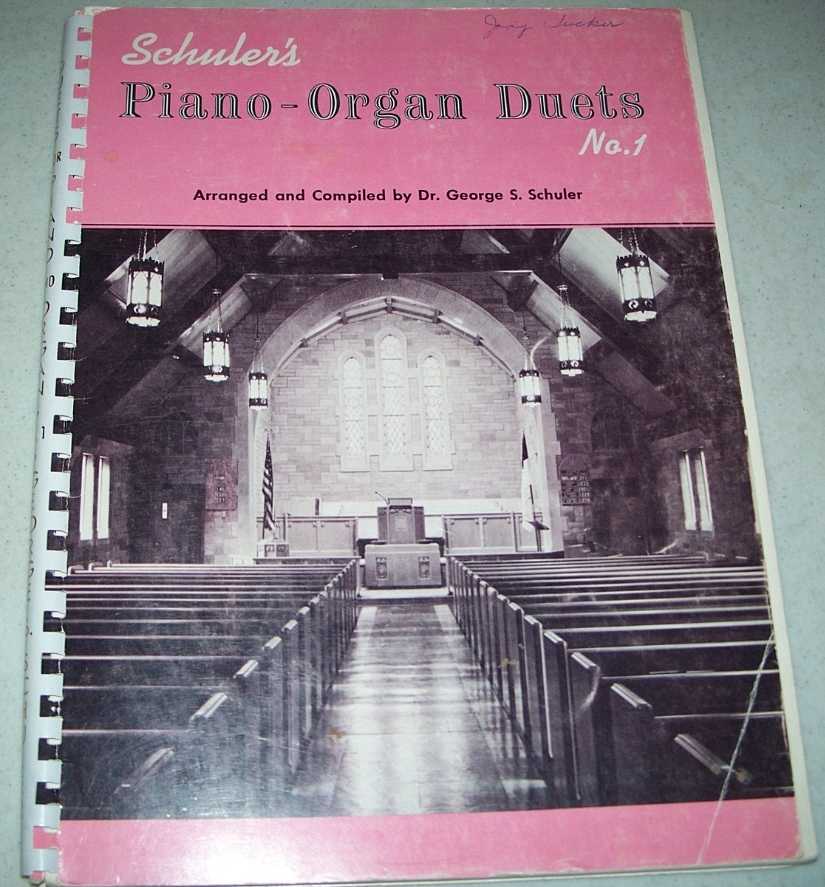 Schuler's
Piano-Organ Duets
No.1
Arranged and Compiled by Dr. George S. Schuler